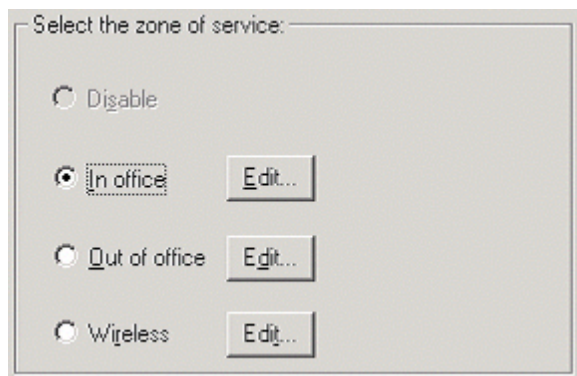 Select the zone of service:
Disable
In office Edit...
Out of office Edit...
Wireless Edit...